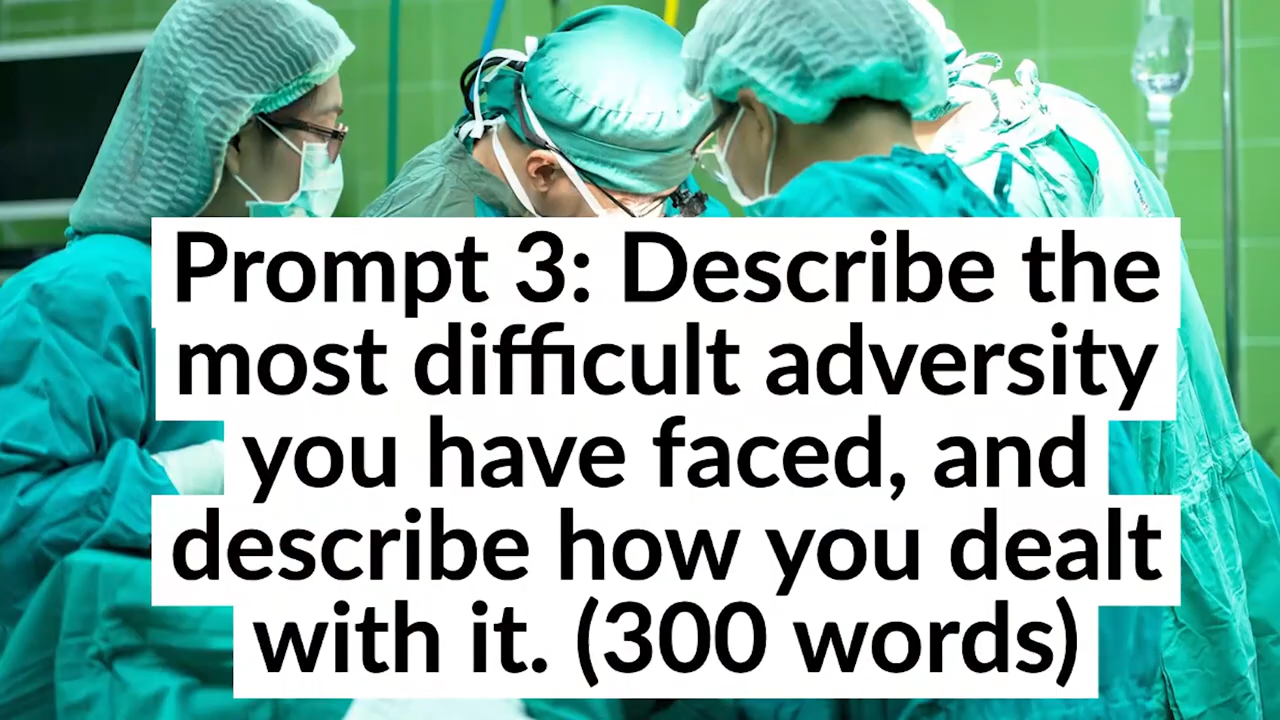 Prompt 3: Describe the
most difficult adversity
you have faced, and
describe how you dealt
with it. (300 words)